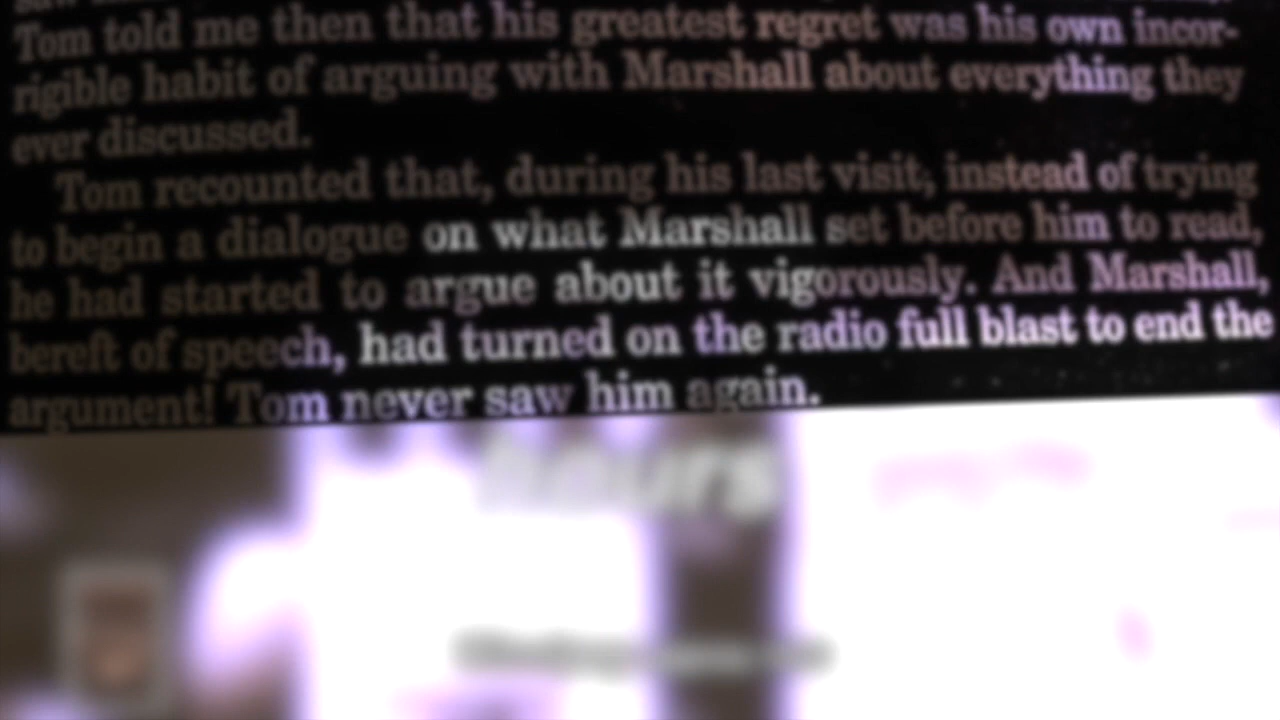 Tom told me then that his greatest regret was his own incor-
rigible habit of arguing with Marshall about everything they
ever discussed.
Tom recounted that, during his last visit, instead of trying
to begin a dialogue on what Marshall set before him to read,
he had started to argue about it vigorously. And Marshall,
bereft of speech, had turned on the radio full blast to end the
argument! Tom never saw him again.